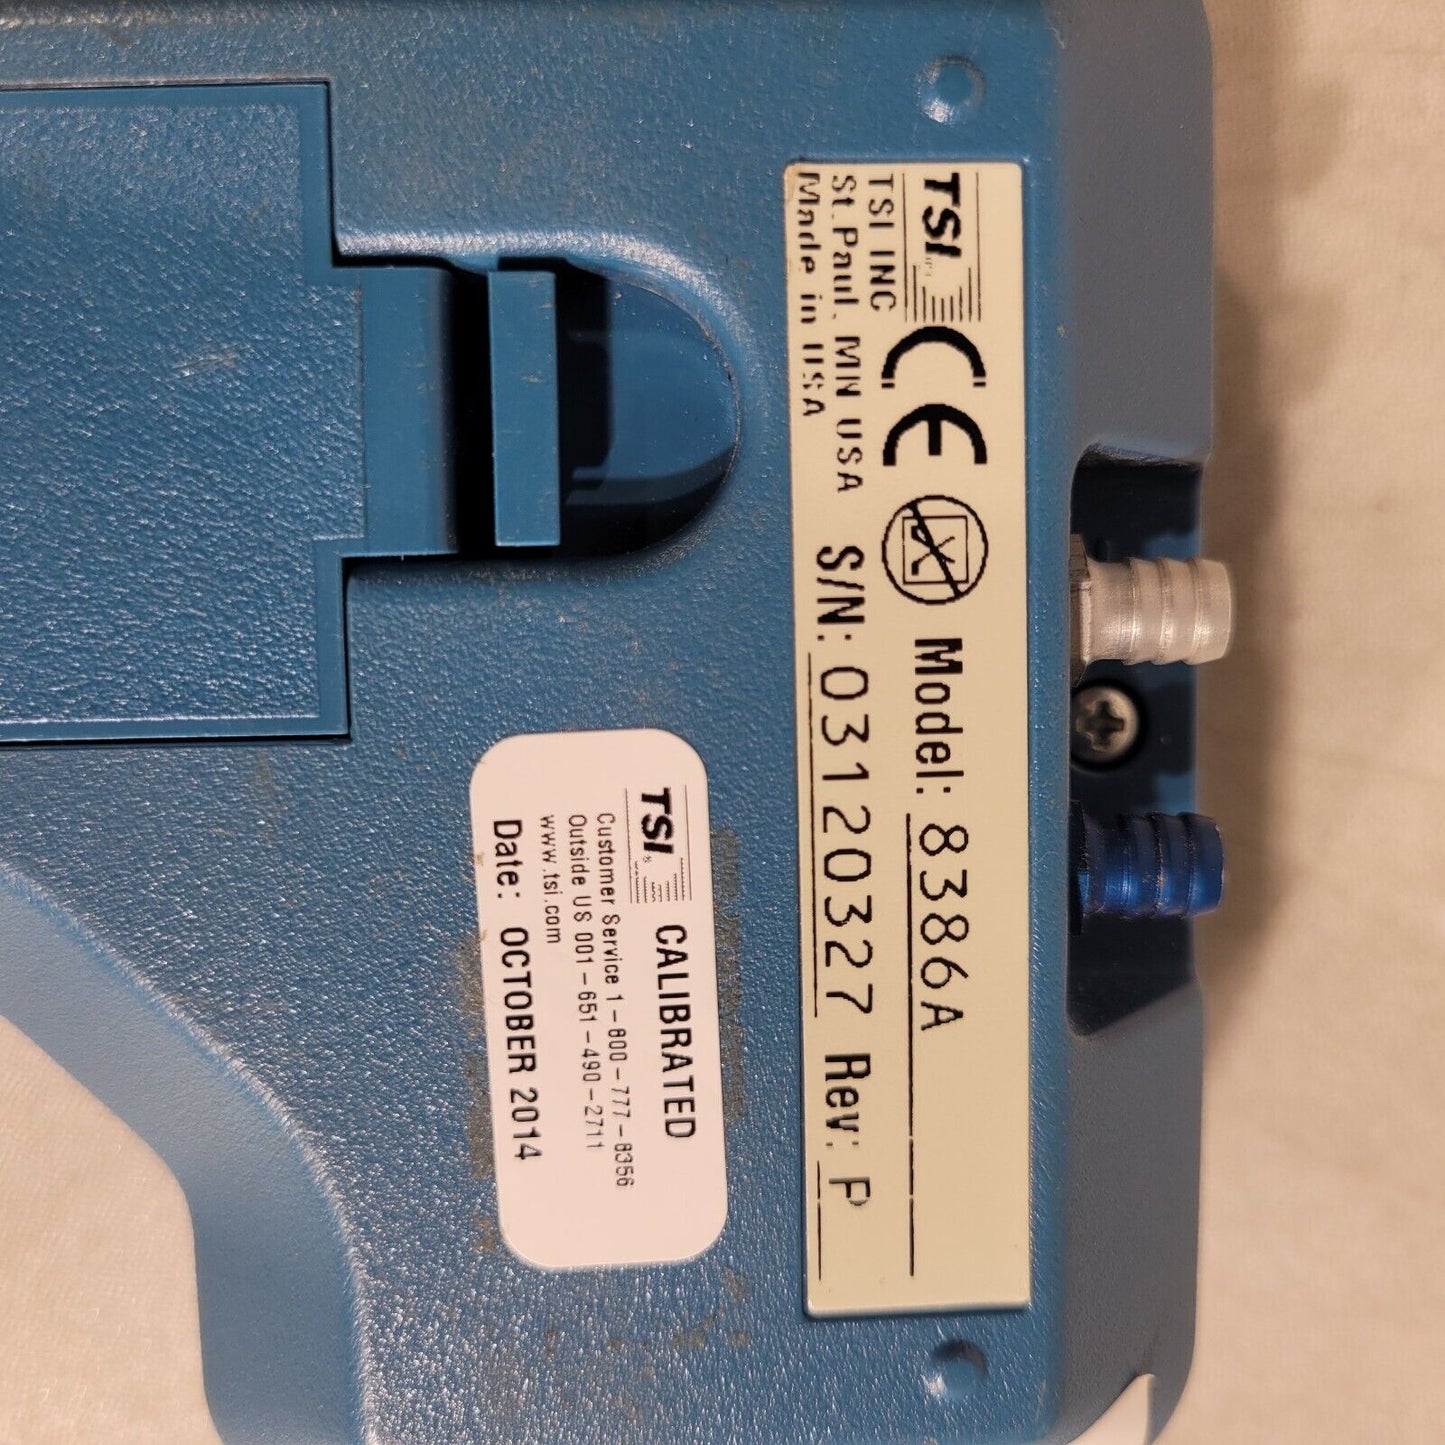 TSI
TSI INC
St. Paul, MN USA
Made in USA
CE
Model: 8386A
S/N: 03120327 Rev: P
TSI
CALIBRATED
Customer Service 1-800-777-8356
Outside US 001-651-490-2711
www.tsi.com
Date: OCTOBER 2014